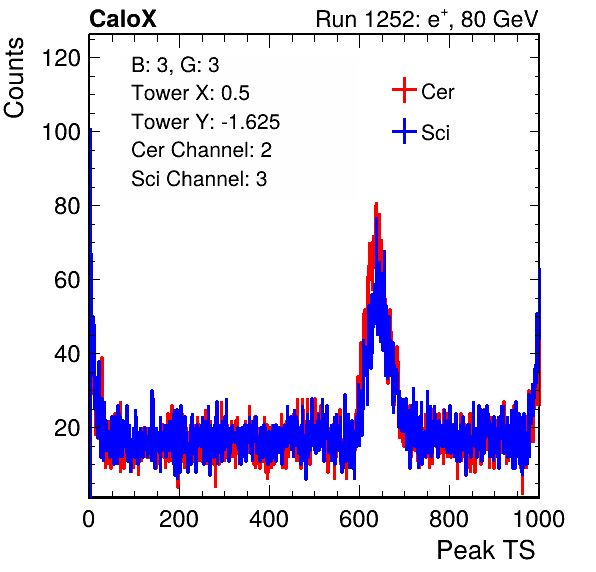 CaloX Run 1252: e+, 80 GeV
B: 3, G: 3
Tower X: 0.5
Tower Y: -1.625
Cer Channel: 2
Sci Channel: 3
Cer
Sci
Counts
120
100
80
60
40
20
0 200 400 600 800 1000
Peak TS